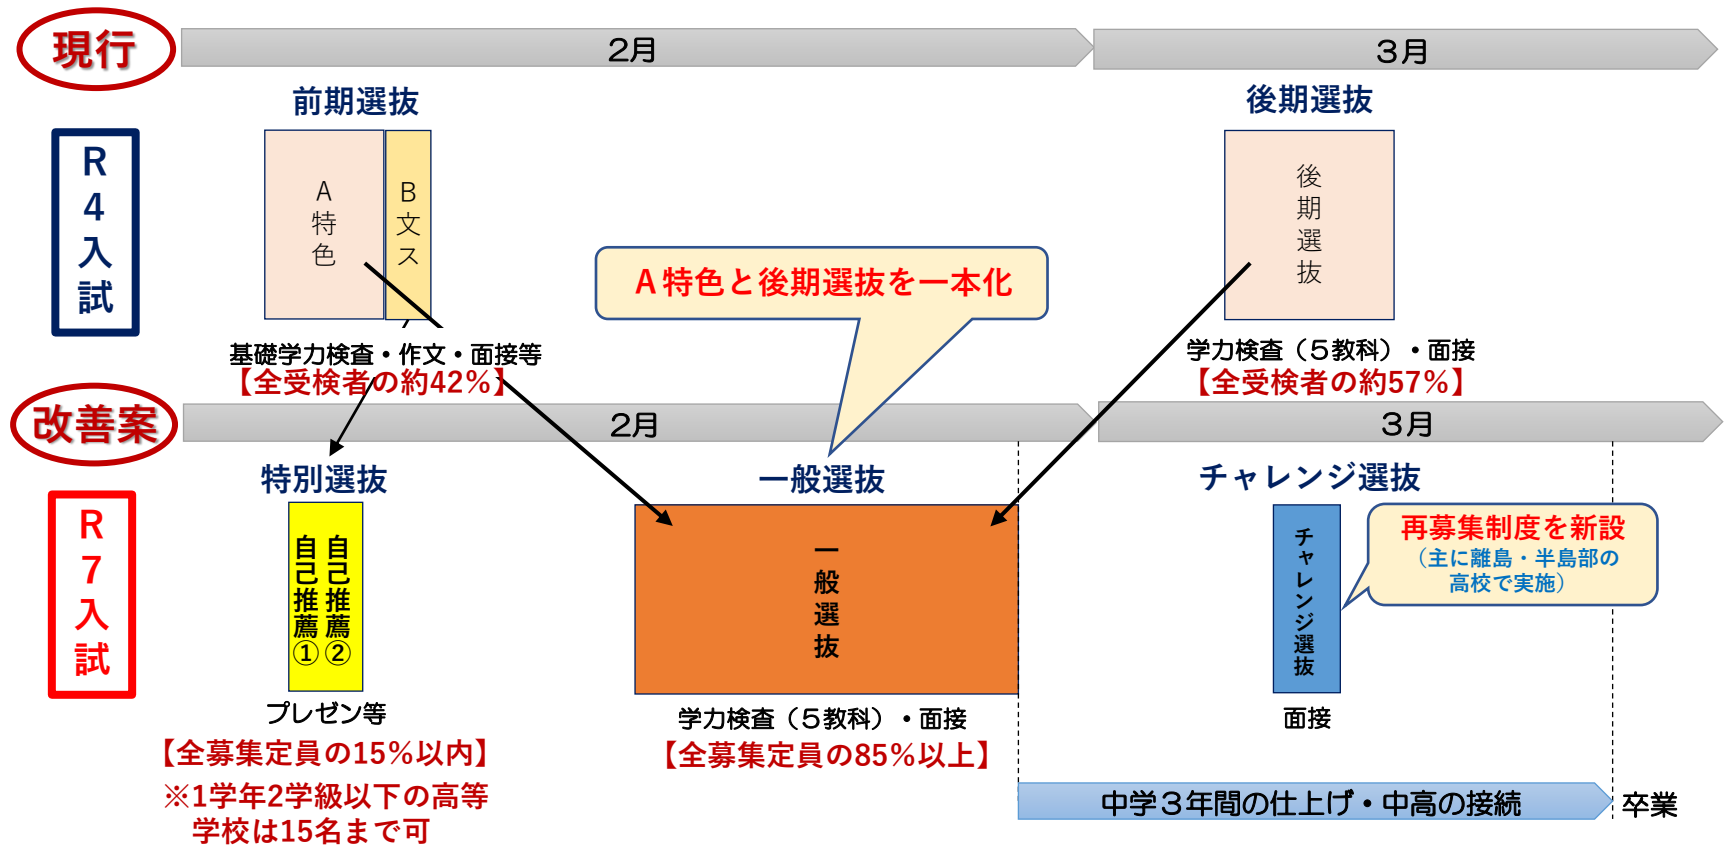 現行
2月
3月
前期選抜
後期選抜
R4入試
A特色
B文ス
後期選抜
A特色と後期選抜を一本化
基礎学力検査・作文・面接等
【全受検者の約42%】
学力検査（5教科）・面接
【全受検者の約57%】
改善案
2月
3月
特別選抜
一般選抜
チャレンジ選抜
R7入試
自己推薦②
自己推薦①
一般選抜
チャレンジ選抜
再募集制度を新設
（主に離島・半島部の
高校で実施）
プレゼン等
【全募集定員の15%以内】
※1学年2学級以下の高等
学校は15名まで可
学力検査（5教科）・面接
【全募集定員の85%以上】
面接
中学3年間の仕上げ・中高の接続
卒業